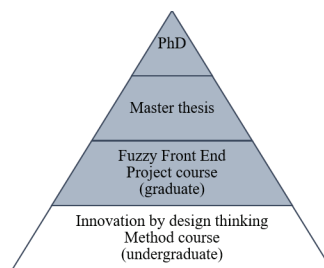 PhD
Master thesis
Fuzzy Front End
Project course
(graduate)
Innovation by design thinking
Method course
(undergraduate)